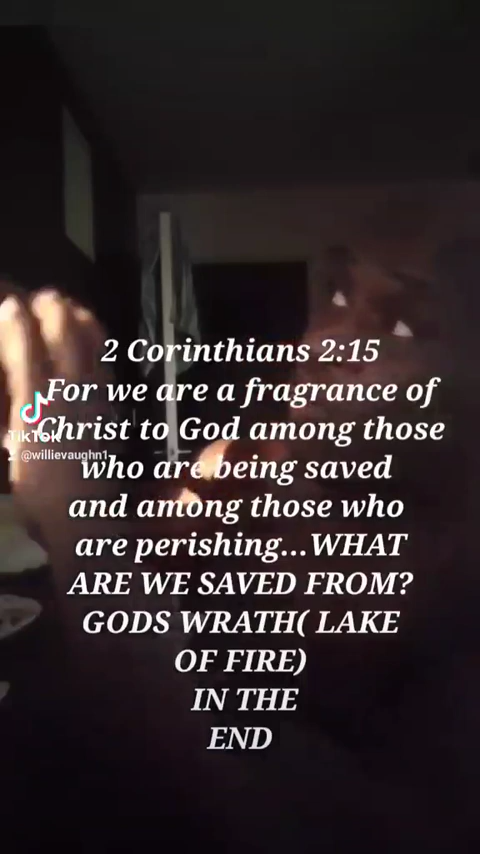 2 Corinthians 2:15
For we are a fragrance of
Christ to God among those
who are being saved
and among those who
are perishing...WHAT
ARE WE SAVED FROM?
GODS WRATH( LAKE
OF FIRE)
IN THE
END
TikTok
@willievaughn1